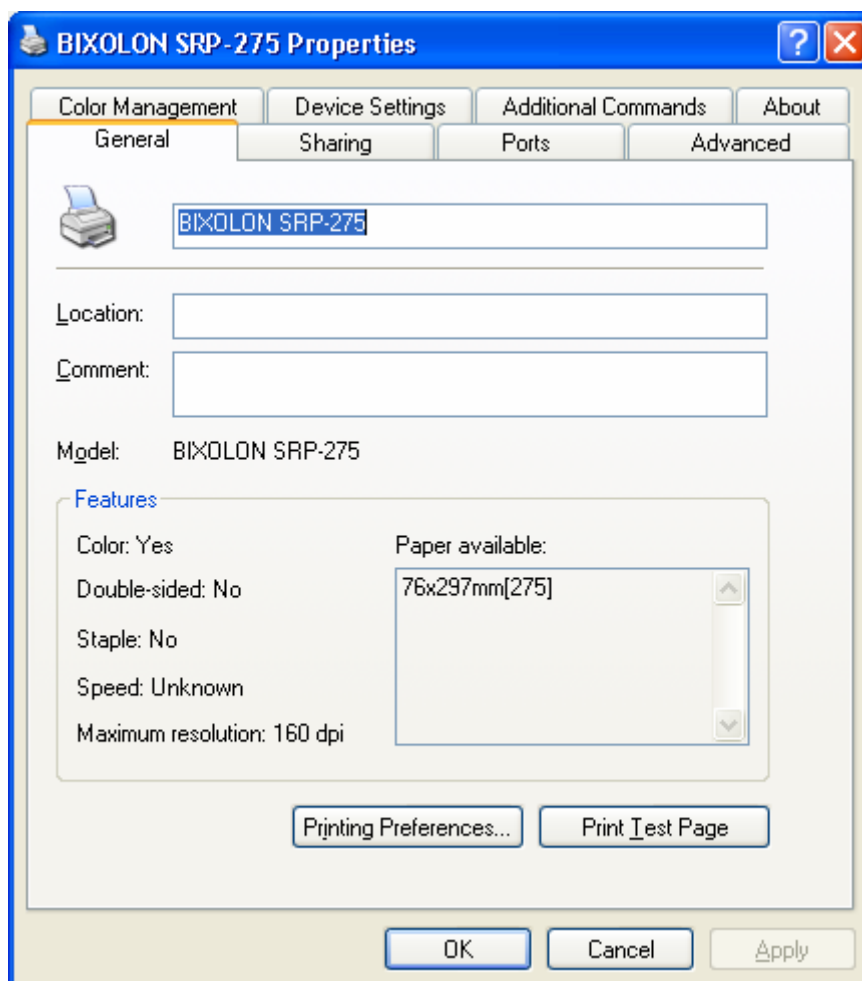 BIXOLON SRP-275 Properties
?
Color Management Device Settings Additional Commands About
General Sharing Ports Advanced
BIXOLON SRP-275
Location:
Comment:
Model: BIXOLON SRP-275
Features
Color: Yes
Paper available:
Double-sided: No
76x297mm[275]
Staple: No
Speed: Unknown
Maximum resolution: 160 dpi
Printing Preferences... Print Test Page
OK Cancel Apply